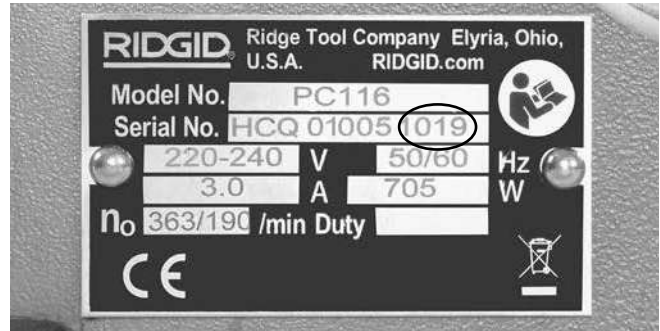 RIDGID Ridge Tool Company Elyria, Ohio,
U.S.A. RIDGID.com
Model No. PC116
Serial No. HCQ 01005 1019
220-240 V 50/60 Hz
3.0 A 705 W
no 363/190 /min Duty
CE